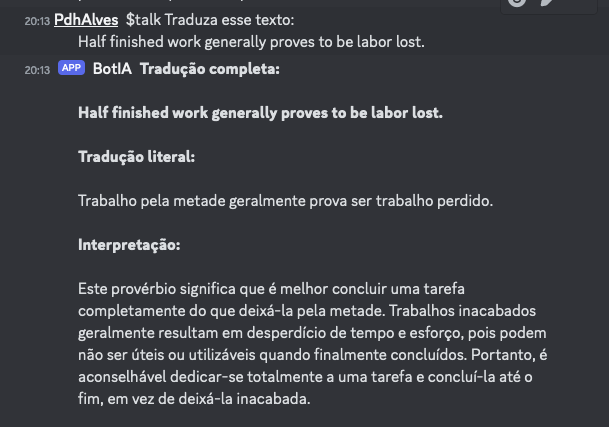 20:13 PdhAlves $talk Traduza esse texto:
Half finished work generally proves to be labor lost.
20:13 APP BotIA Tradução completa:
Half finished work generally proves to be labor lost.
Tradução literal:
Trabalho pela metade geralmente prova ser trabalho perdido.
Interpretação:
Este provérbio significa que é melhor concluir uma tarefa
completamente do que deixá-la pela metade. Trabalhos inacabados
geralmente resultam em desperdício de tempo e esforço, pois podem
não ser úteis ou utilizáveis quando finalmente concluídos. Portanto, é
aconselhável dedicar-se totalmente a uma tarefa e concluí-la até o
fim, em vez de deixá-la inacabada.